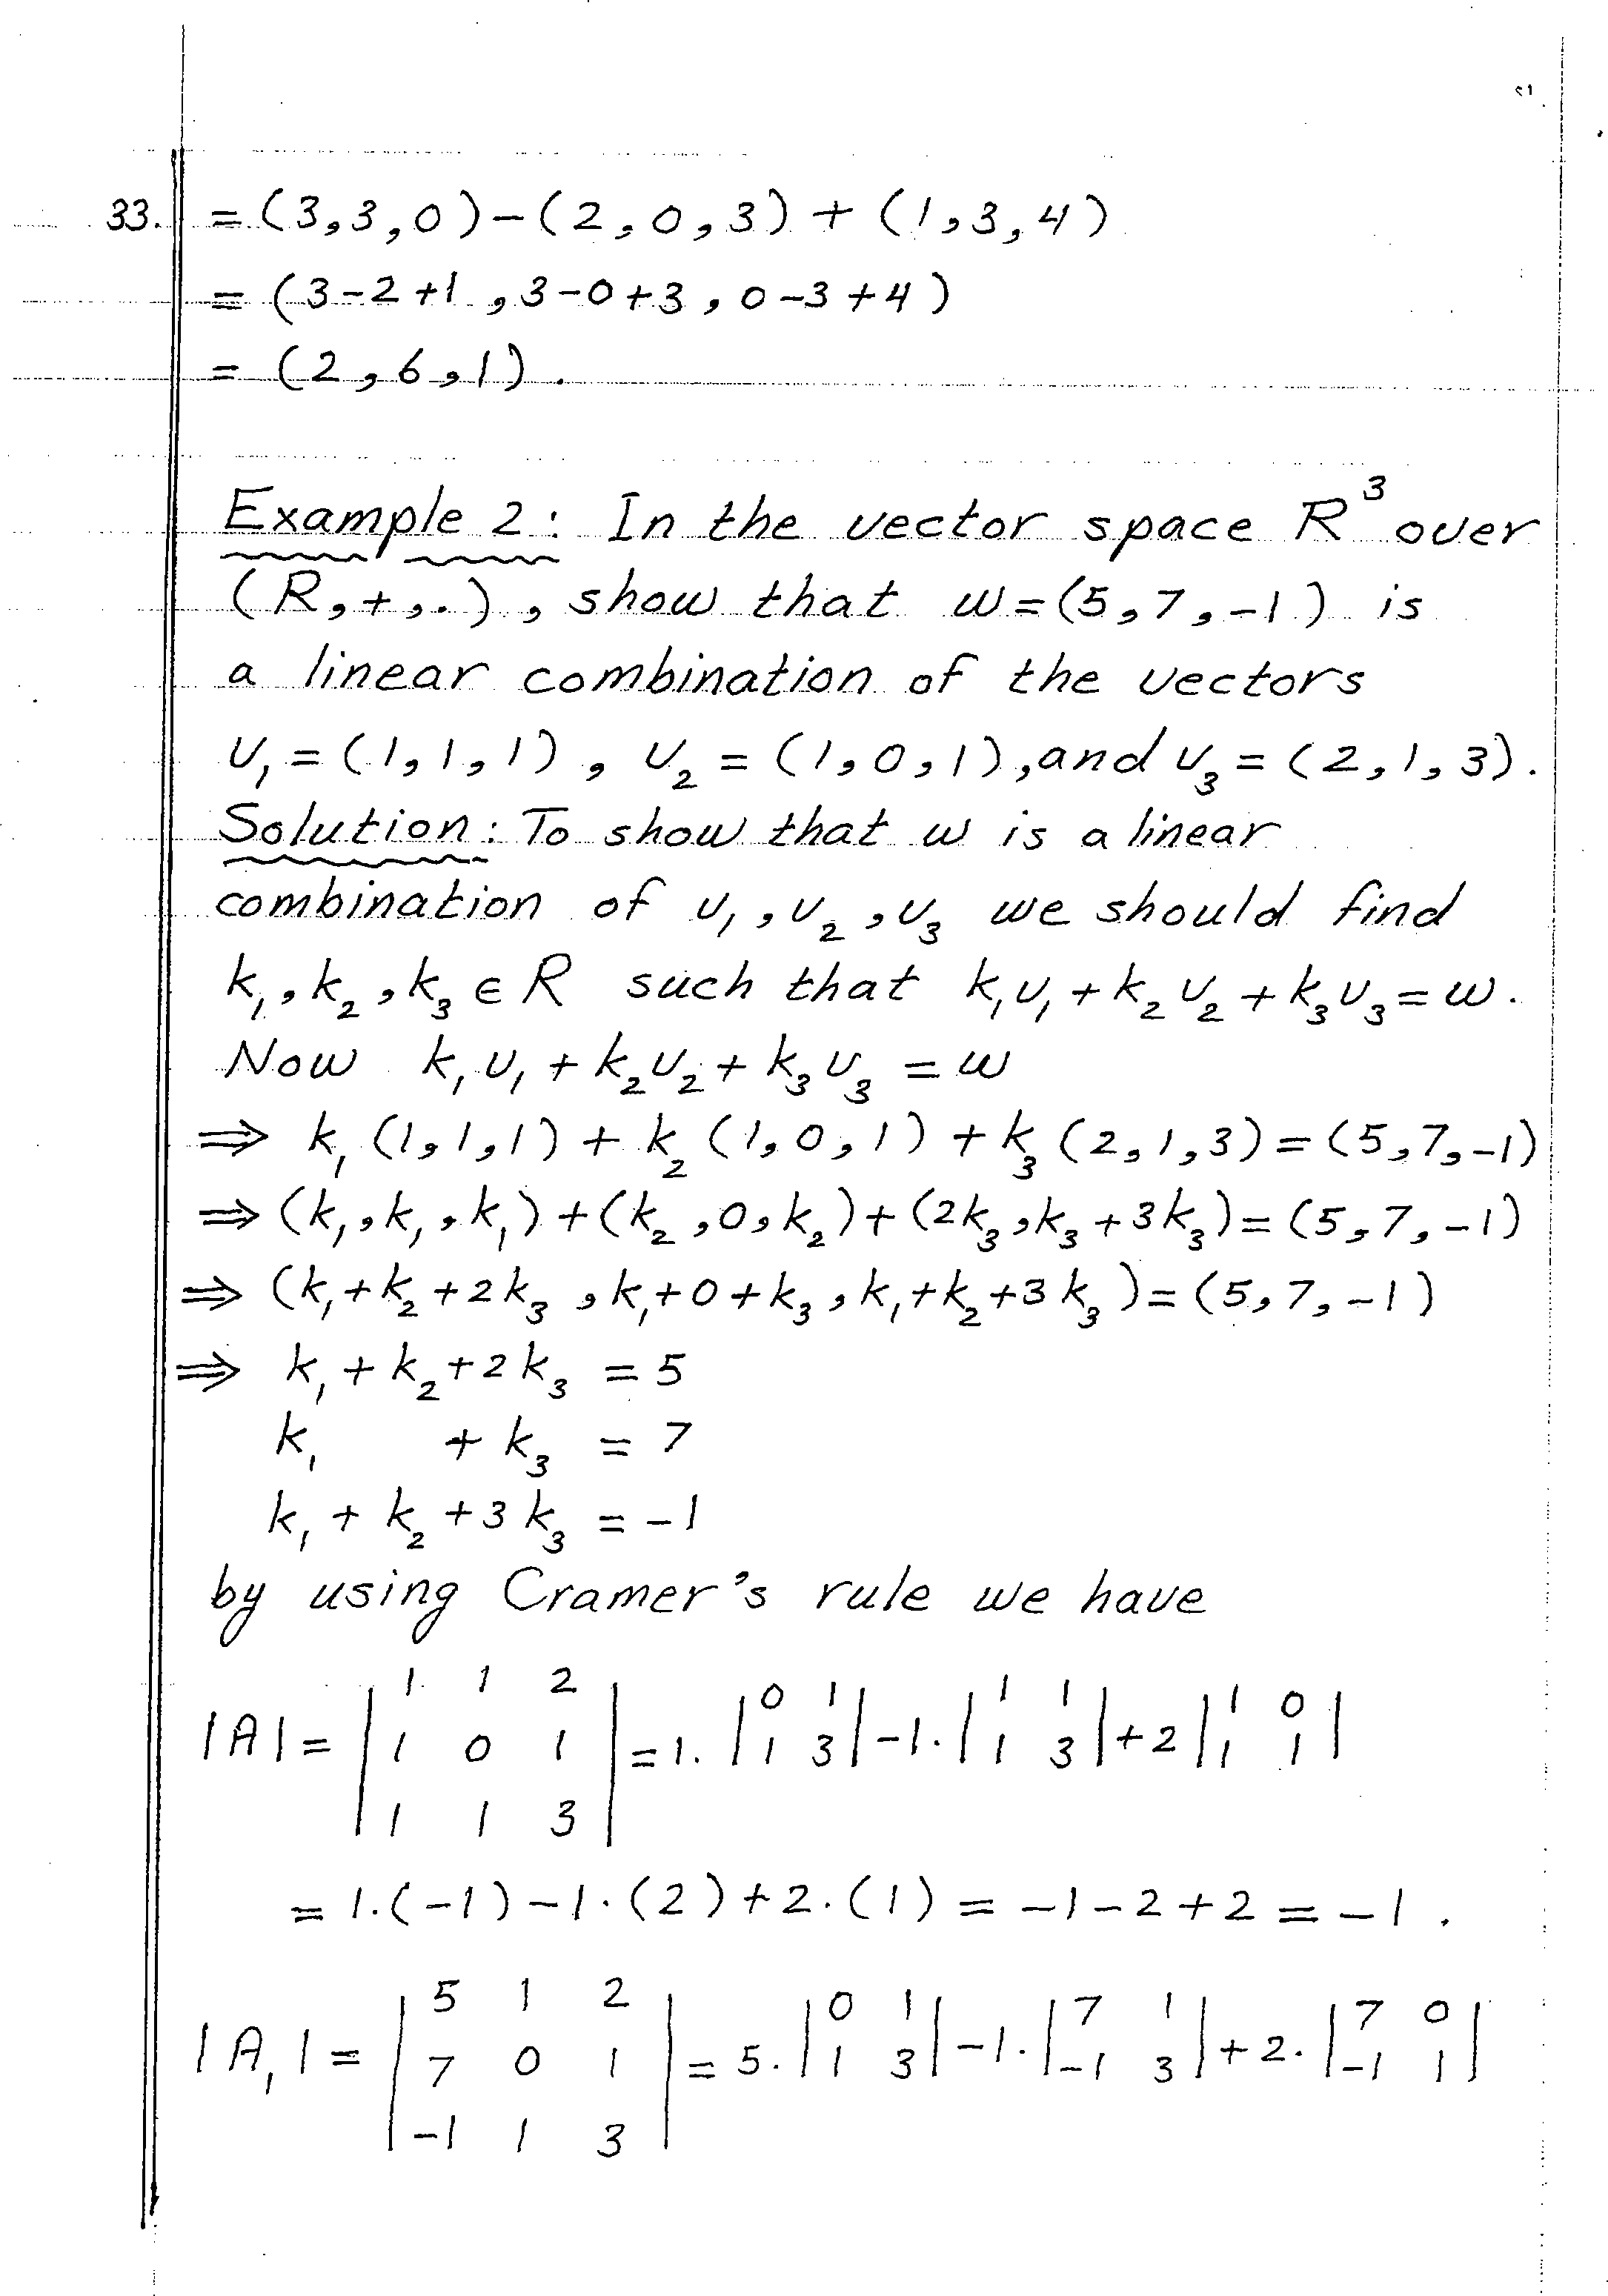 33. = (3,3,0) - (2,0,3) + (1,3,4)
= (3-2+1, 3-0+3, 0-3+4)
= (2,6,1).
Example 2: In the vector space R³ over
(R,+,.), show that w=(5,7,-1) is
a linear combination of the vectors
v₁=(1,1,1), v₂=(1,0,1), and v₃=(2,1,3).
Solution: To show that w is a linear
combination of v₁,v₂,v₃ we should find
k₁,k₂,k₃∈R such that k₁v₁+k₂v₂+k₃v₃=w.
Now k₁v₁+k₂v₂+k₃v₃=w
⇒ k₁(1,1,1)+k₂(1,0,1)+k₃(2,1,3)=(5,7,-1)
⇒ (k₁,k₁,k₁)+(k₂,0,k₂)+(2k₃,k₃+3k₃)=(5,7,-1)
⇒ (k₁+k₂+2k₃,k₁+0+k₃,k₁+k₂+3k₃)=(5,7,-1)
⇒ k₁+k₂+2k₃=5
k₁ + k₃ = 7
k₁+k₂+3k₃=-1
by using Cramer's rule we have
1 1 2 0 1 1 1 1 0
|A|=| 1 0 1 |=1.|1 3|-1.|1 3|+2|1 1|
1 1 3
=1.(-1)-1.(2)+2.(1)=-1-2+2=-1.
5 1 2 0 1 7 1 7 0
|A₁|=| 7 0 1 |=5.|1 3|-1.|-1 3|+2.|-1 1|
-1 1 3